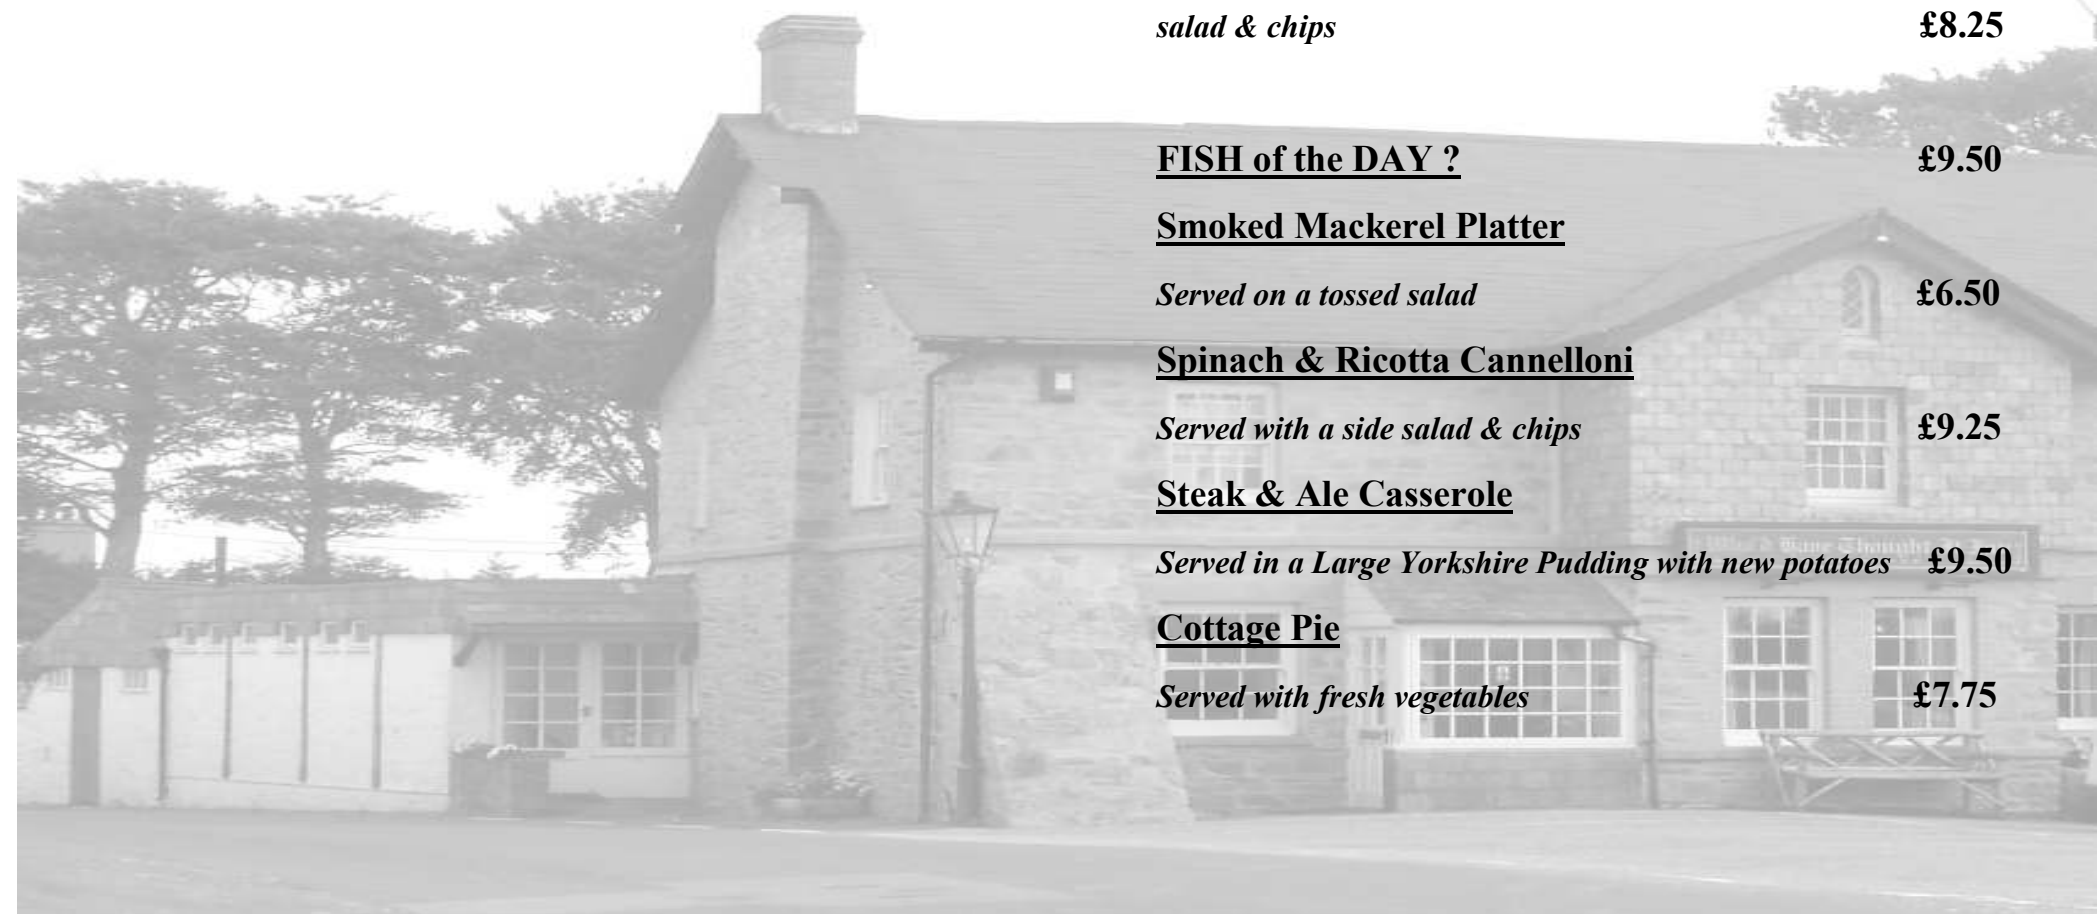 salad & chips £8.25
FISH of the DAY ? £9.50
Smoked Mackerel Platter
Served on a tossed salad £6.50
Spinach & Ricotta Cannelloni
Served with a side salad & chips £9.25
Steak & Ale Casserole
Served in a Large Yorkshire Pudding with new potatoes £9.50
Cottage Pie
Served with fresh vegetables £7.75